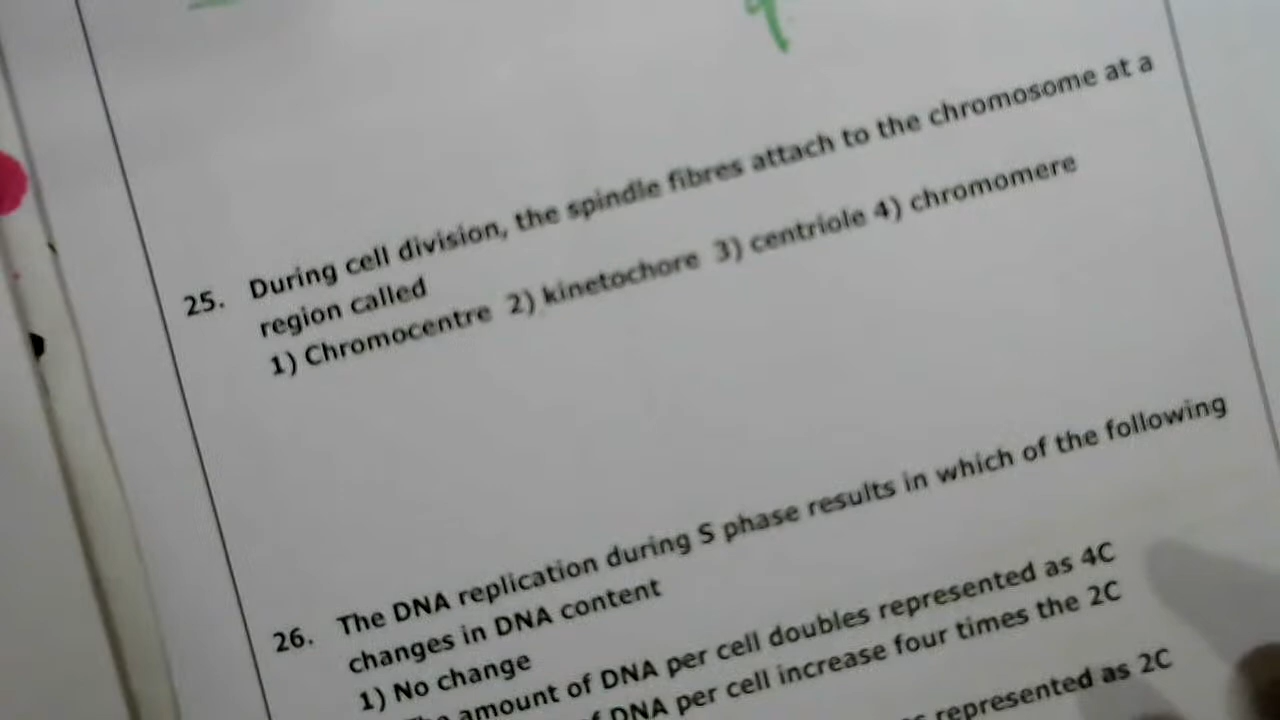 25. During cell division, the spindle fibres attach to the chromosome at a
region called
1) Chromocentre 2) kinetochore 3) centriole 4) chromomere
26. The DNA replication during S phase results in which of the following
changes in DNA content
1) No change
amount of DNA per cell doubles represented as 4C
DNA per cell increase four times the 2C
represented as 2C